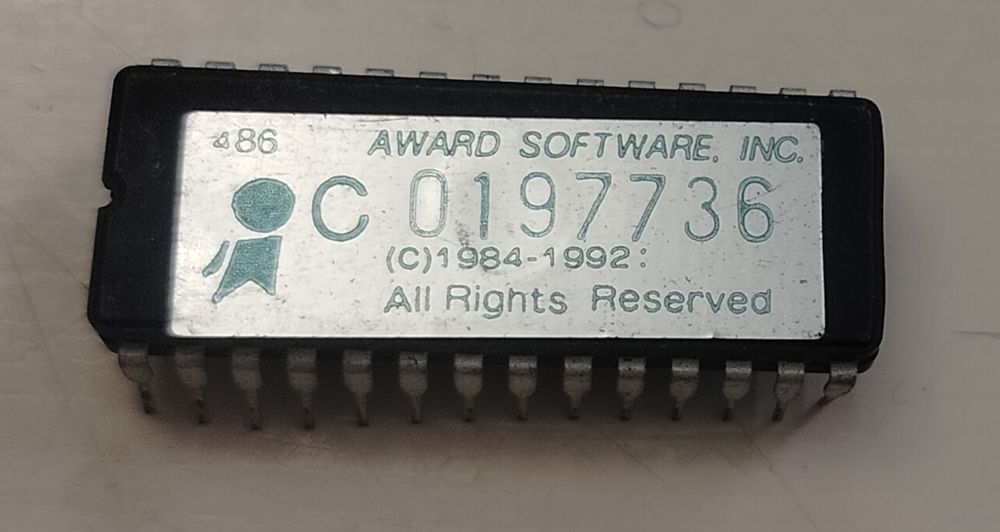 486 AWARD SOFTWARE, INC.
C 0197736
(C)1984-1992:
All Rights Reserved